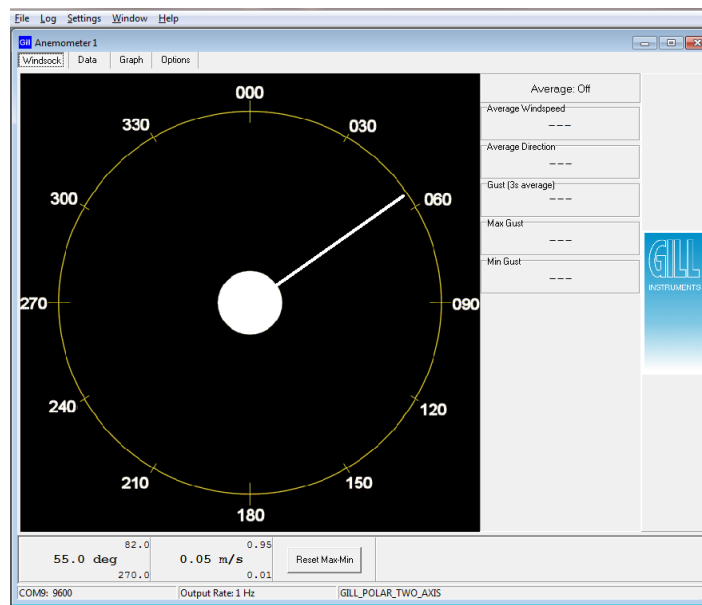 File Log Settings Window Help
Gill Anemometer1
Windsock Data Graph Options
000
330
030
300
060
270
090
240
120
210
150
180
Average: Off
Average Windspeed
---
Average Direction
---
Gust (3s average)
---
Max Gust
---
Min Gust
---
GILL
INSTRUMENTS
82.0
55.0 deg
270.0
0.95
0.05 m/s
0.01
Reset Max-Min
COM9: 9600 Output Rate: 1 Hz GILL_POLAR_TWO_AXIS